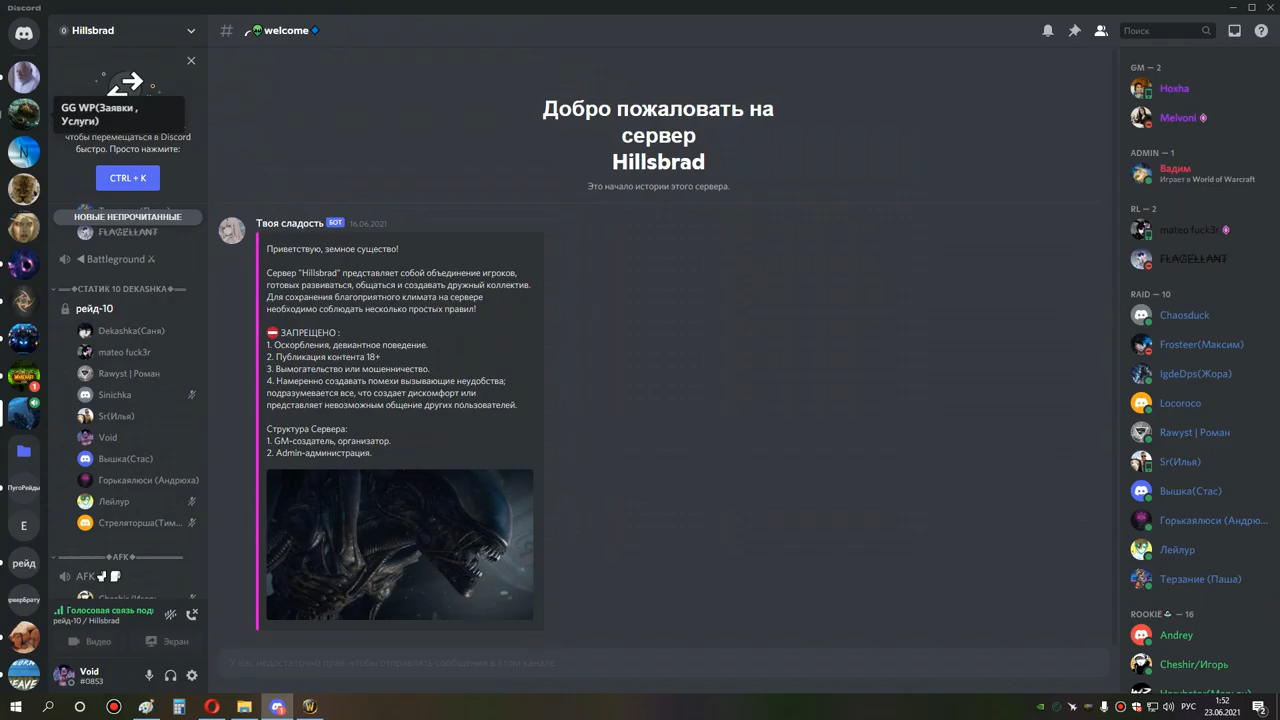 Discord
Hillsbrad
GG WP(Заявки ,
Услуги)
чтобы перемещаться в Discord
быстро. Просто нажмите:
CTRL + K
НОВЫЕ НЕПРОЧИТАННЫЕ
FLAGELLANT
Battleground
СТАТИК 10 DEKASHKA
рейд-10
Dekashka(Саня)
mateo fuck3r
Rawyst | Роман
Sinichka
Sr(Илья)
Void
Вышка(Стас)
Горькаялюси (Андрюха)
Лейлур
Стреляторша(Тим...
AFK
AFK
Cheshir/Игорь
Голосовая связь подк
рейд-10 / Hillsbrad
Видео
Экран
Void
#0853
1
ПугоРейды
E
рейд
welcome
Поиск
Добро пожаловать на
сервер
Hillsbrad
Это начало истории этого сервера.
Твоя сладость БОТ 16.06.2021
Приветствую, земное существо!
Сервер "Hillsbrad" представляет собой объединение игроков,
готовых развиваться, общаться и создавать дружный коллектив.
Для сохранения благоприятного климата на сервере
необходимо соблюдать несколько простых правил!
ЗАПРЕЩЕНО :
1. Оскорбления, девиантное поведение.
2. Публикация контента 18+
3. Вымогательство или мошенничество.
4. Намеренно создавать помехи вызывающие неудобства;
подразумевается все, что создает дискомфорт или
представляет невозможным общение других пользователей.
Структура Сервера:
1. GM-создатель, организатор.
2. Admin-администрация.
У вас недостаточно прав, чтобы отправлять сообщения в этом канале.
GM — 2
Hoxha
Melvoni
ADMIN — 1
Вадим
Играет в World of Warcraft
RL — 2
mateo fuck3r
FLAGELLANT
RAID — 10
Chaosduck
Frosteer(Максим)
IgdeDps(Жора)
Locoroco
Rawyst | Роман
Sr(Илья)
Вышка(Стас)
Горькаялюси (Андрю...
Лейлур
Терзание (Паша)
ROOKIE — 16
Andrey
Cheshir/Игорь
РУС
1:52
23.06.2021
2